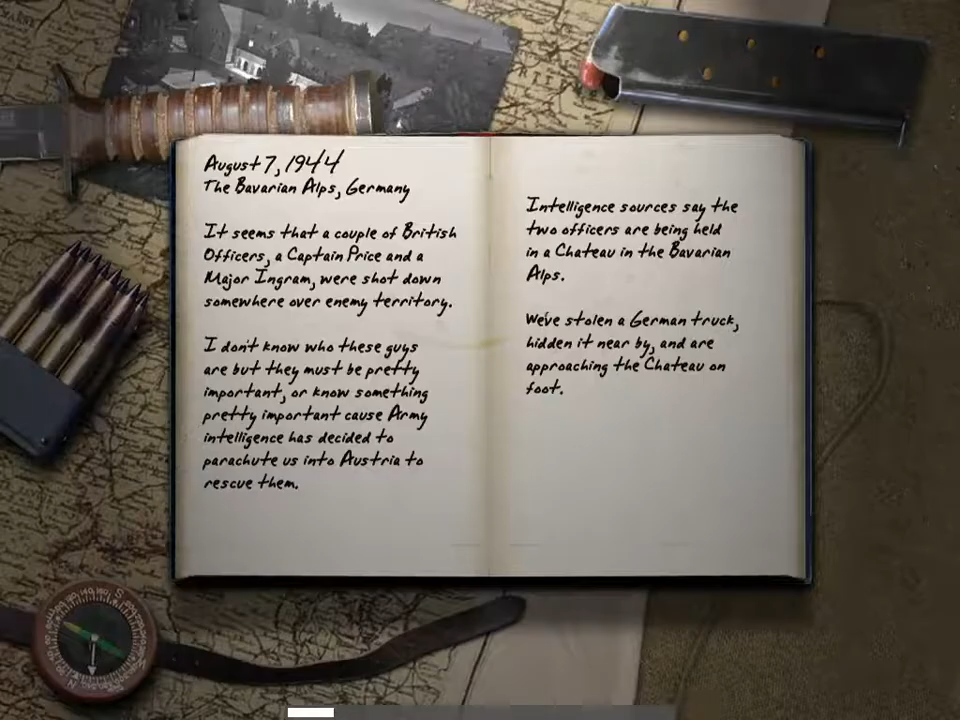 August 7, 1944
The Bavarian Alps, Germany
It seems that a couple of British
Officers, a Captain Price and a
Major Ingram, were shot down
somewhere over enemy territory.
I don't know who these guys
are but they must be pretty
important, or know something
pretty important cause Army
intelligence has decided to
parachute us into Austria to
rescue them.
Intelligence sources say the
two officers are being held
in a Chateau in the Bavarian
Alps.
We've stolen a German truck,
hidden it near by, and are
approaching the Chateau on
foot.